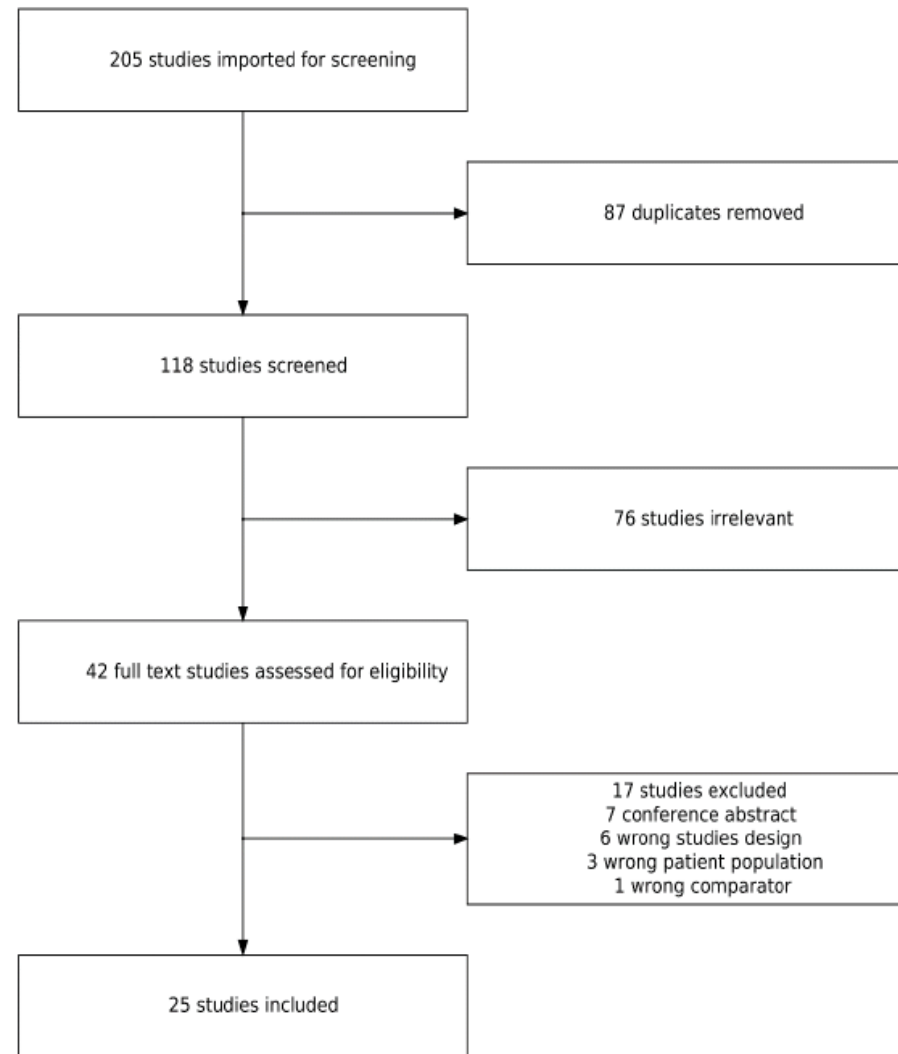 205 studies imported for screening
87 duplicates removed
118 studies screened
76 studies irrelevant
42 full text studies assessed for eligibility
17 studies excluded
7 conference abstract
6 wrong studies design
3 wrong patient population
1 wrong comparator
25 studies included